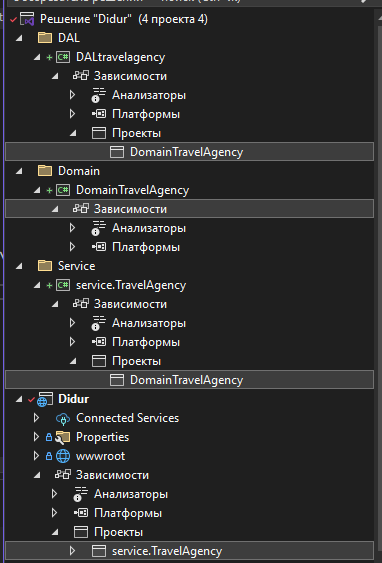 Решение "Didur" (4 проекта 4)
DAL
DALtravelagency
Зависимости
Анализаторы
Платформы
Проекты
DomainTravelAgency
Domain
DomainTravelAgency
Зависимости
Анализаторы
Платформы
Service
service.TravelAgency
Зависимости
Анализаторы
Платформы
Проекты
DomainTravelAgency
Didur
Connected Services
Properties
wwwroot
Зависимости
Анализаторы
Платформы
Проекты
service.TravelAgency